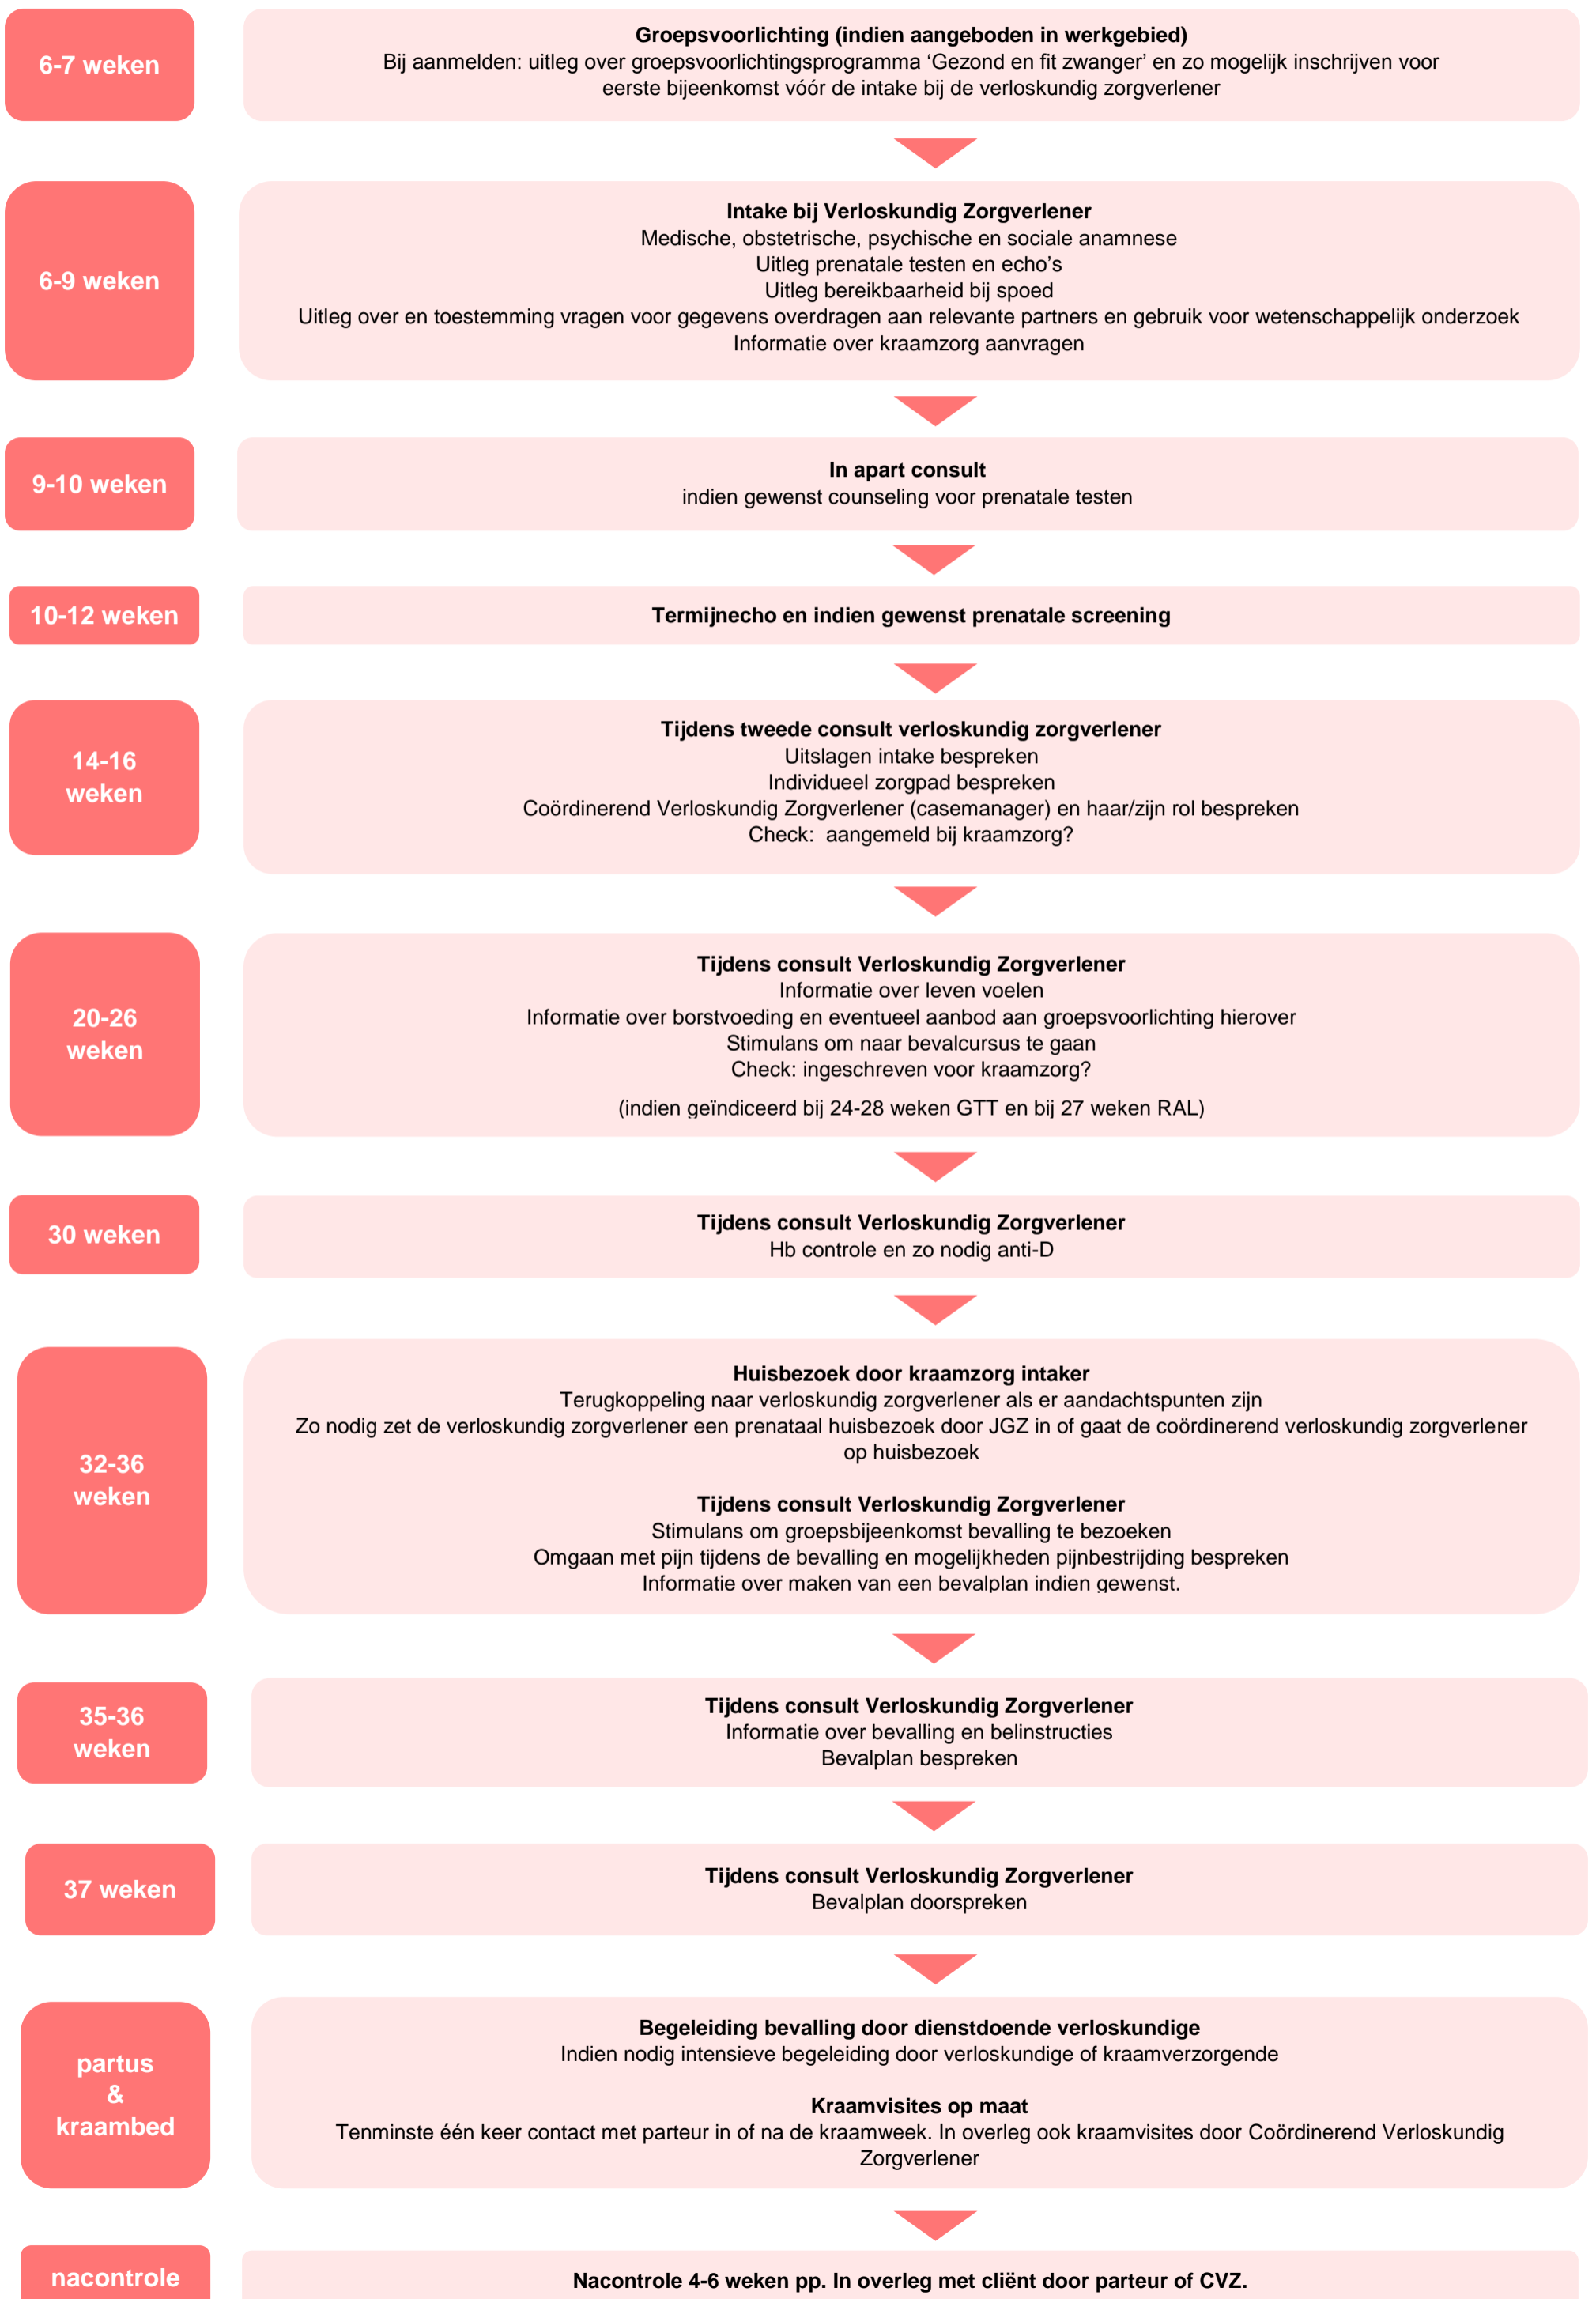 6-7 weken
Groepsvoorlichting (indien aangeboden in werkgebied)
Bij aanmelden: uitleg over groepsvoorlichtingsprogramma ‘Gezond en fit zwanger’ en zo mogelijk inschrijven voor
eerste bijeenkomst vóór de intake bij de verloskundig zorgverlener
6-9 weken
Intake bij Verloskundig Zorgverlener
Medische, obstetrische, psychische en sociale anamnese
Uitleg prenatale testen en echo’s
Uitleg bereikbaarheid bij spoed
Uitleg over en toestemming vragen voor gegevens overdragen aan relevante partners en gebruik voor wetenschappelijk onderzoek
Informatie over kraamzorg aanvragen
9-10 weken
In apart consult
indien gewenst counseling voor prenatale testen
10-12 weken
Termijnecho en indien gewenst prenatale screening
14-16
weken
Tijdens tweede consult verloskundig zorgverlener
Uitslagen intake bespreken
Individueel zorgpad bespreken
Coördinerend Verloskundig Zorgverlener (casemanager) en haar/zijn rol bespreken
Check:  aangemeld bij kraamzorg?
20-26
weken
Tijdens consult Verloskundig Zorgverlener
Informatie over leven voelen
Informatie over borstvoeding en eventueel aanbod aan groepsvoorlichting hierover
Stimulans om naar bevalcursus te gaan
Check: ingeschreven voor kraamzorg?
(indien geïndiceerd bij 24-28 weken GTT en bij 27 weken RAL)
30 weken
Tijdens consult Verloskundig Zorgverlener
Hb controle en zo nodig anti-D
32-36
weken
Huisbezoek door kraamzorg intaker
Terugkoppeling naar verloskundig zorgverlener als er aandachtspunten zijn
Zo nodig zet de verloskundig zorgverlener een prenataal huisbezoek door JGZ in of gaat de coördinerend verloskundig zorgverlener
op huisbezoek
Tijdens consult Verloskundig Zorgverlener
Stimulans om groepsbijeenkomst bevalling te bezoeken
Omgaan met pijn tijdens de bevalling en mogelijkheden pijnbestrijding bespreken
Informatie over maken van een bevalplan indien gewenst.
35-36
weken
Tijdens consult Verloskundig Zorgverlener
Informatie over bevalling en belinstructies
Bevalplan bespreken
37 weken
Tijdens consult Verloskundig Zorgverlener
Bevalplan doorspreken
partus
&
kraambed
Begeleiding bevalling door dienstdoende verloskundige
Indien nodig intensieve begeleiding door verloskundige of kraamverzorgende
Kraamvisites op maat
Tenminste één keer contact met parteur in of na de kraamweek. In overleg ook kraamvisites door Coördinerend Verloskundig
Zorgverlener
nacontrole
Nacontrole 4-6 weken pp. In overleg met cliënt door parteur of CVZ.